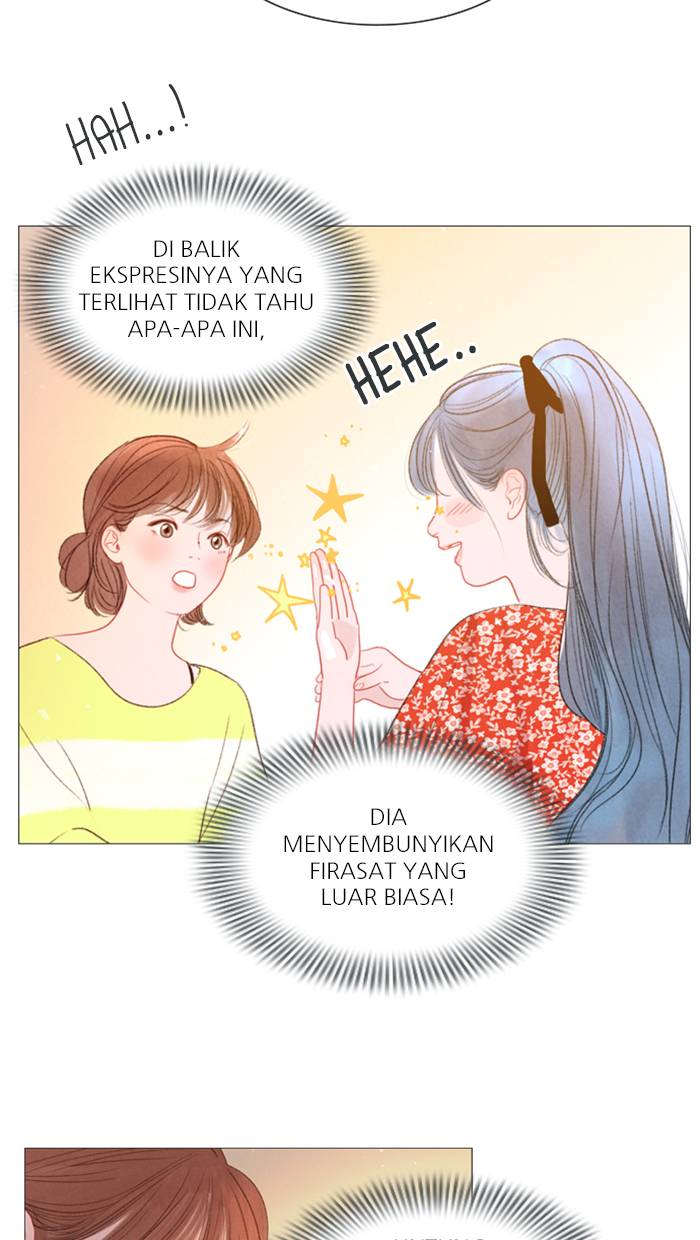 HAH...!
DI BALIK
EKSPRESINYA YANG
TERLIHAT TIDAK TAHU
APA-APA INI,
HEHE..
DIA
MENYEMBUNYIKAN
FIRASAT YANG
LUAR BIASA!